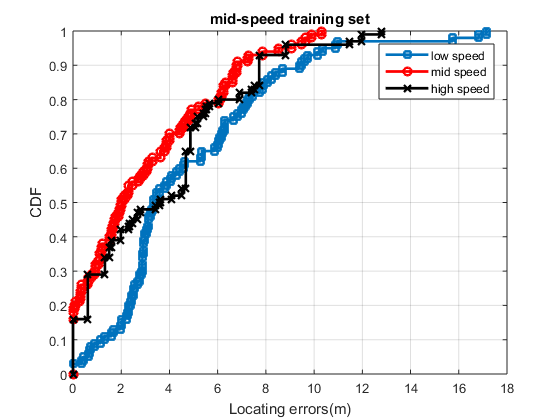 mid-speed training set
1
0.9
0.8
0.7
0.6
0.5
0.4
0.3
0.2
0.1
0
CDF
low speed
mid speed
high speed
0 2 4 6 8 10 12 14 16 18
Locating errors(m)